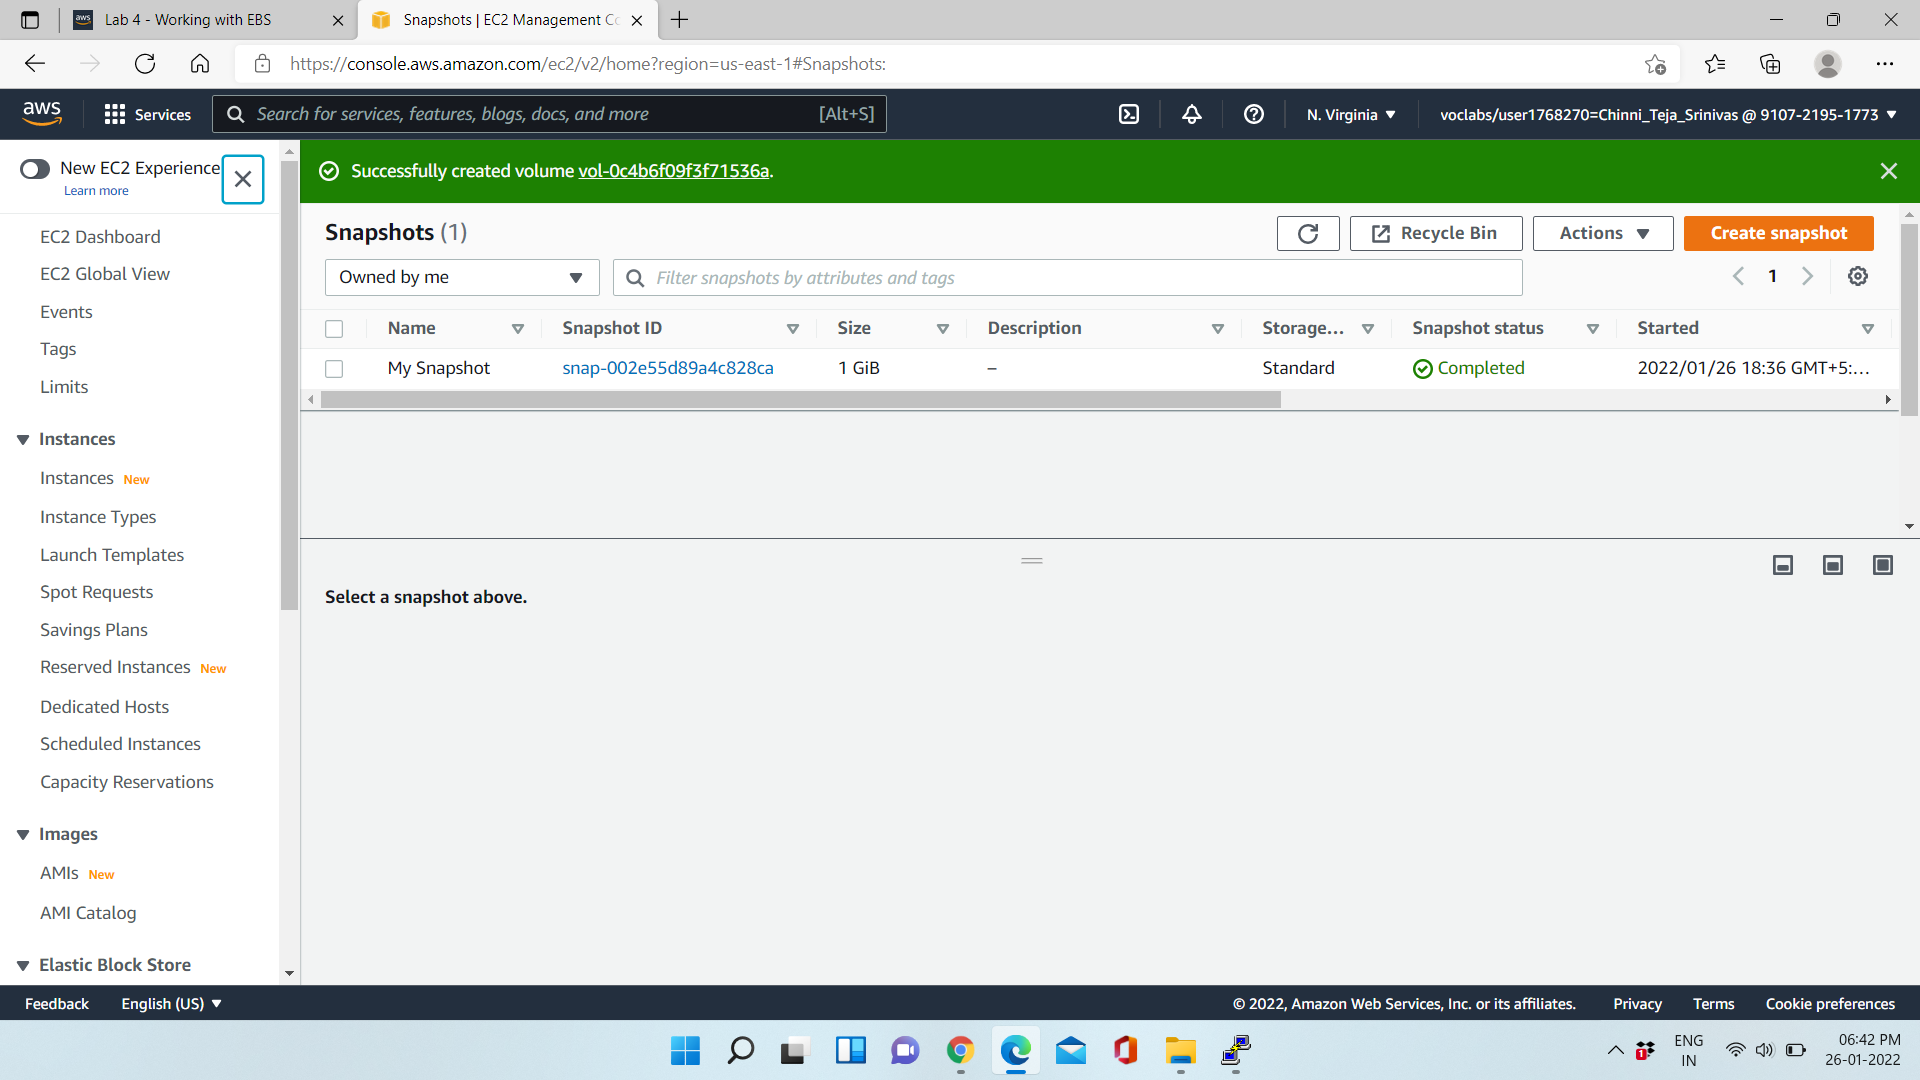 Lab 4 - Working with EBS
Snapshots | EC2 Management Co
https://console.aws.amazon.com/ec2/v2/home?region=us-east-1#Snapshots:
aws
Services
Search for services, features, blogs, docs, and more
[Alt+S]
N. Virginia
voclabs/user1768270=Chinni_Teja_Srinivas @ 9107-2195-1773
New EC2 Experience
Learn more
EC2 Dashboard
EC2 Global View
Events
Tags
Limits
Instances
Instances New
Instance Types
Launch Templates
Spot Requests
Savings Plans
Reserved Instances New
Dedicated Hosts
Scheduled Instances
Capacity Reservations
Images
AMIs New
AMI Catalog
Elastic Block Store
Successfully created volume vol-0c4b6f09f3f71536a.
Snapshots (1)
Recycle Bin
Actions
Create snapshot
Owned by me
Filter snapshots by attributes and tags
1
Name Snapshot ID Size Description Storage... Snapshot status Started
My Snapshot snap-002e55d89a4c828ca 1 GiB – Standard Completed 2022/01/26 18:36 GMT+5:...
Select a snapshot above.
Feedback English (US) © 2022, Amazon Web Services, Inc. or its affiliates. Privacy Terms Cookie preferences
1
ENG
IN
06:42 PM
26-01-2022